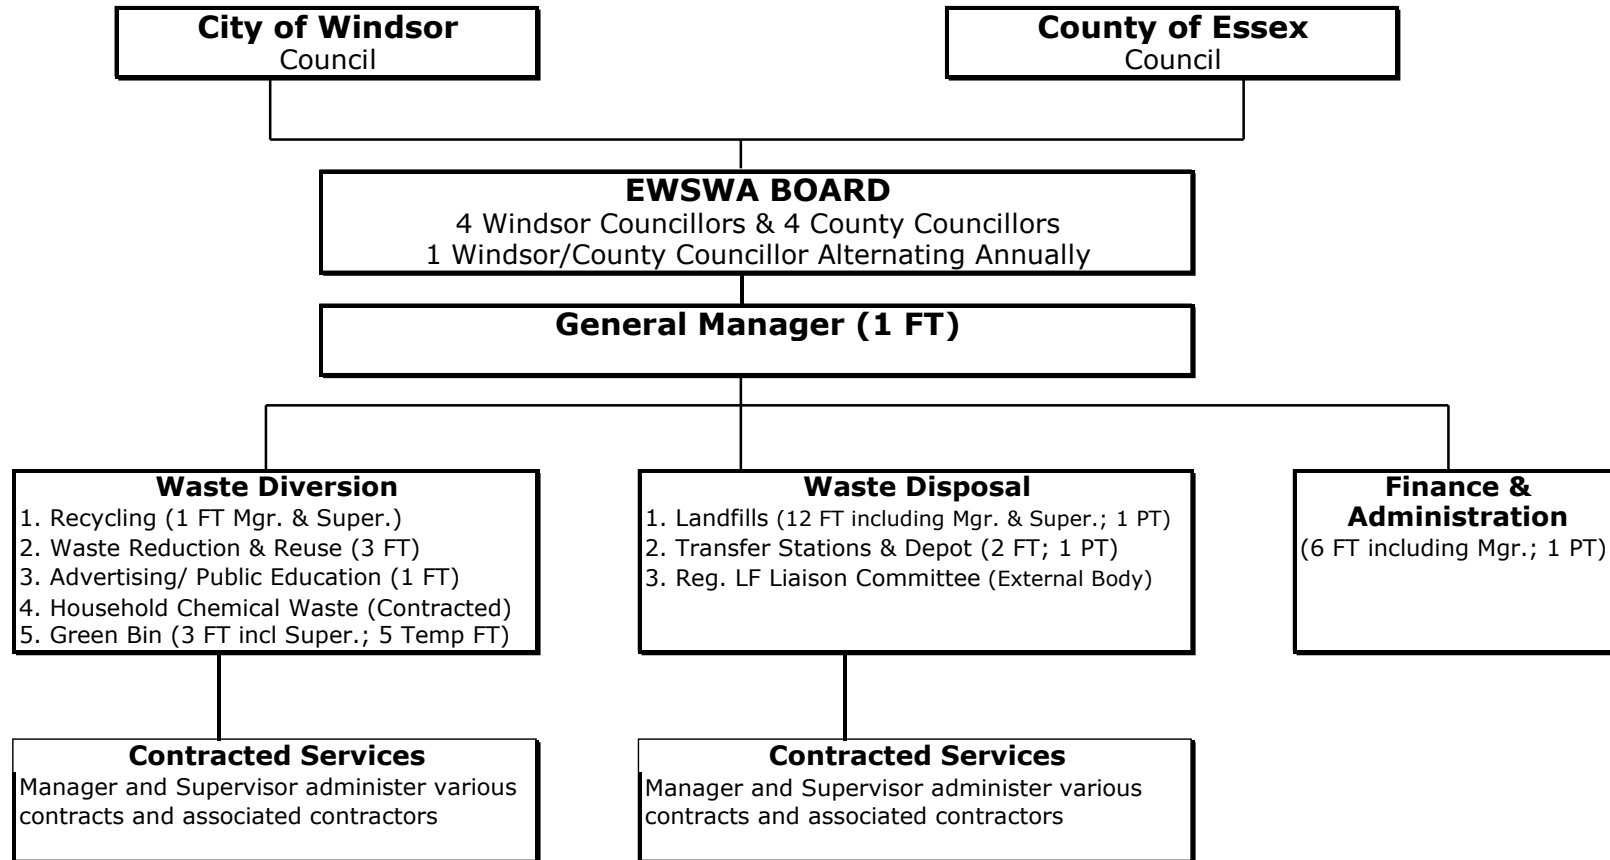 City of Windsor
Council
County of Essex
Council
EWSWA BOARD
4 Windsor Councillors & 4 County Councillors
1 Windsor/County Councillor Alternating Annually
General Manager (1 FT)
Waste Diversion
1. Recycling (1 FT Mgr. & Super.)
2. Waste Reduction & Reuse (3 FT)
3. Advertising/ Public Education (1 FT)
4. Household Chemical Waste (Contracted)
5. Green Bin (3 FT incl Super.; 5 Temp FT)
Waste Disposal
1. Landfills (12 FT including Mgr. & Super.; 1 PT)
2. Transfer Stations & Depot (2 FT; 1 PT)
3. Reg. LF Liaison Committee (External Body)
Finance &
Administration
(6 FT including Mgr.; 1 PT)
Contracted Services
Manager and Supervisor administer various
contracts and associated contractors
Contracted Services
Manager and Supervisor administer various
contracts and associated contractors